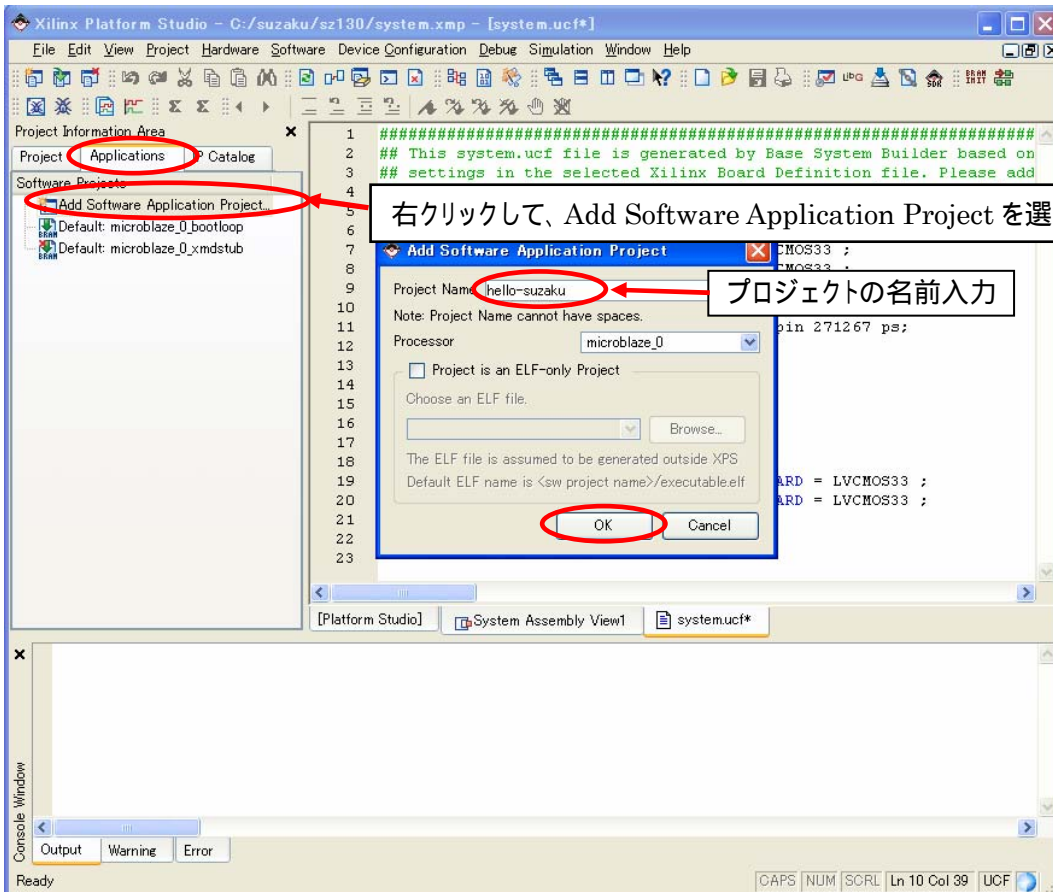 Xilinx Platform Studio - C:/suzaku/sz130/system.xmp - [system.ucf*]
File Edit View Project Hardware Software Device Configuration Debug Simulation Window Help
Project Information Area
Project Applications IP Catalog
Software Projects
Add Software Application Project...
Default: microblaze_0_bootloop
Default: microblaze_0_xmdstub
1 ####################################################################
2 ## This system.ucf file is generated by Base System Builder based on
3 ## settings in the selected Xilinx Board Definition file. Please add
4
右クリックして、Add Software Application Project を選
5
6
7
8
9
10
11 pin 271267 ps;
12
13
14
15
16
17
18
19 ARD = LVCMOS33 ;
20 ARD = LVCMOS33 ;
21
22
23
Add Software Application Project
Project Name hello-suzaku
プロジェクトの名前入力
Note: Project Name cannot have spaces.
Processor microblaze_0
Project is an ELF-only Project
Choose an ELF file.
Browse...
The ELF file is assumed to be generated outside XPS
Default ELF name is <sw project name>/executable.elf
OK Cancel
[Platform Studio] System Assembly View1 system.ucf*
Console Window
Output Warning Error
Ready CAPS NUM SCRL Ln 10 Col 39 UCF